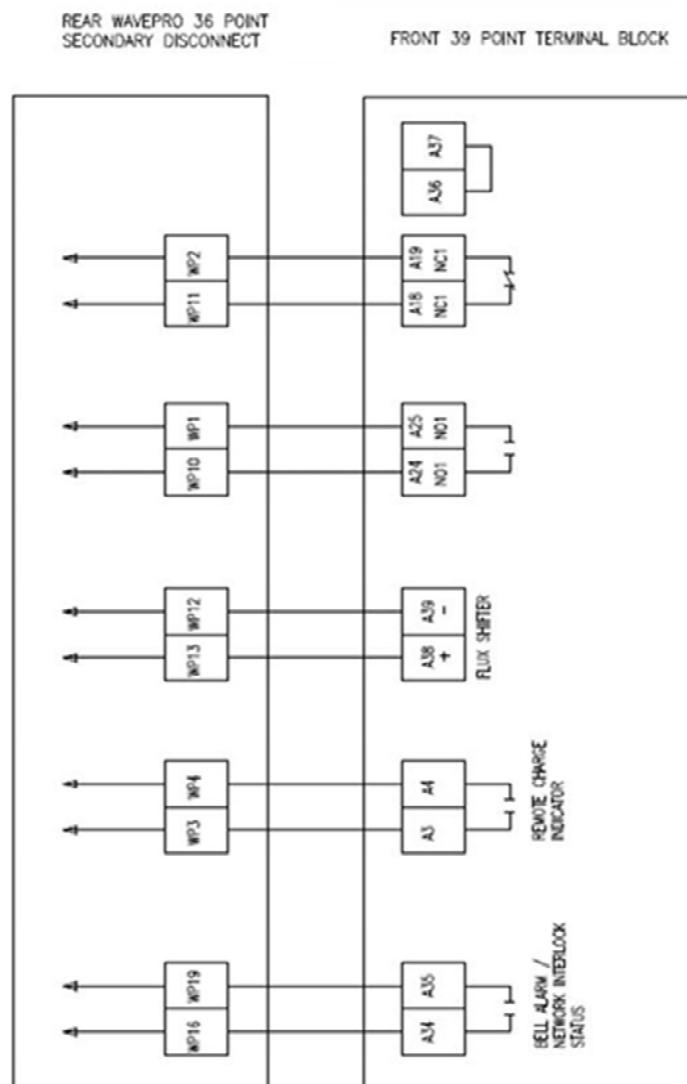 REAR WAVEPRO 36 POINT
SECONDARY DISCONNECT
FRONT 39 POINT TERMINAL BLOCK
A37
A36
WP2
A19 NC1
WP11
A18 NC1
WP1
A25 NO1
WP10
A24 NO1
WP12
A39 -
WP13
A38 +
FLUX SHIFTER
WP4
A4
WP3
A3
REMOTE CHARGE
INDICATOR
WP19
A35
WP16
A34
BELL ALARM /
NETWORK INTERLOCK
STATUS